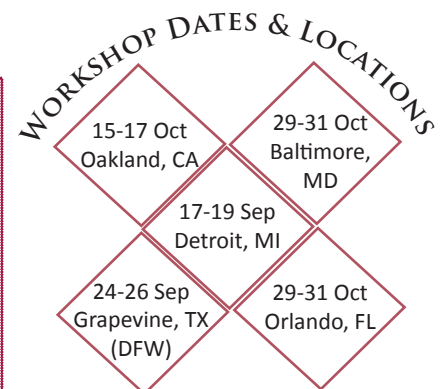 Workshop Dates & Locations
15-17 Oct
Oakland, CA
29-31 Oct
Baltimore,
MD
17-19 Sep
Detroit, MI
24-26 Sep
Grapevine, TX
(DFW)
29-31 Oct
Orlando, FL